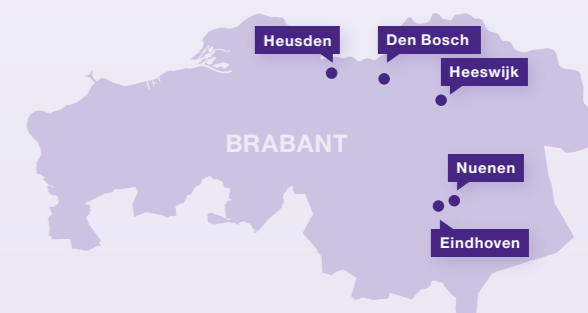 Heusden
Den Bosch
Heeswijk
BRABANT
Nuenen
Eindhoven